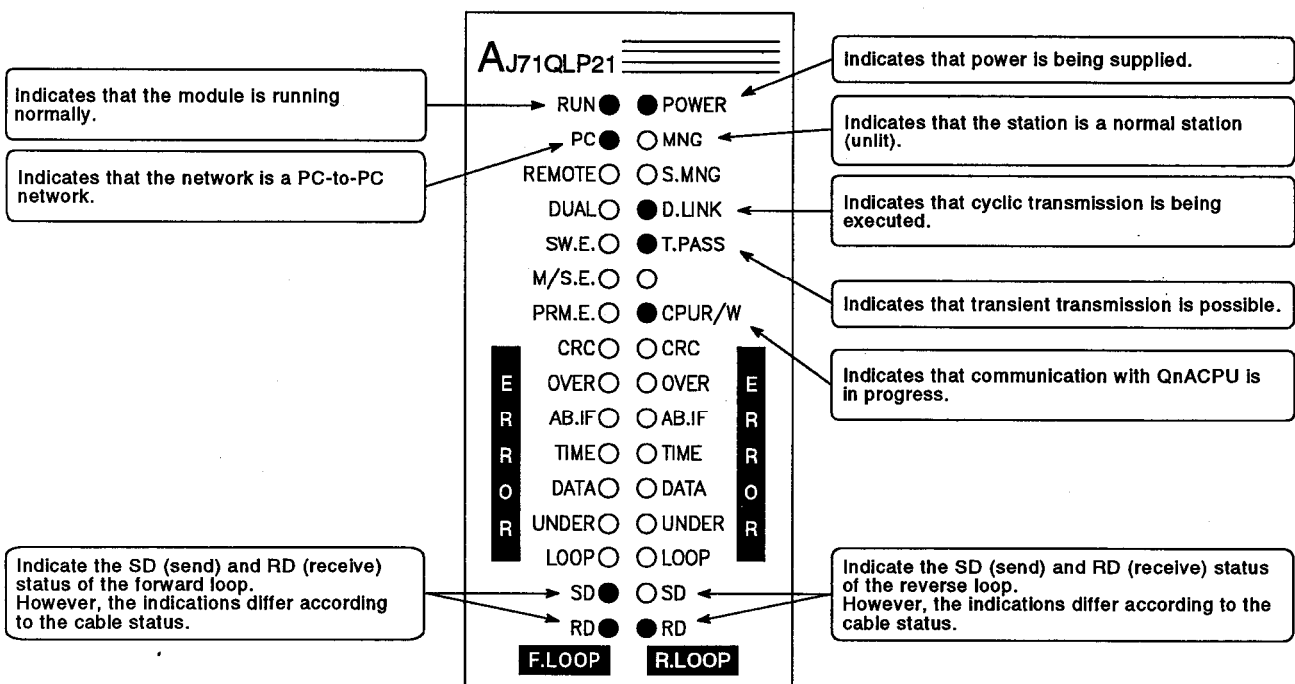 AJ71QLP21
Indicates that the module is running
normally.
Indicates that the network is a PC-to-PC
network.
RUN POWER
PC MNG
REMOTE S.MNG
DUAL D.LINK
SW.E. T.PASS
M/S.E.
PRM.E. CPUR/W
CRC CRC
OVER OVER
AB.IF AB.IF
TIME TIME
DATA DATA
UNDER UNDER
LOOP LOOP
SD SD
RD RD
ERROR
ERROR
F.LOOP R.LOOP
Indicates that power is being supplied.
Indicates that the station is a normal station
(unlit).
Indicates that cyclic transmission is being
executed.
Indicates that transient transmission is possible.
Indicates that communication with QnACPU is
in progress.
Indicate the SD (send) and RD (receive)
status of the forward loop.
However, the indications differ according
to the cable status.
Indicate the SD (send) and RD (receive) status
of the reverse loop.
However, the indications differ according to the
cable status.